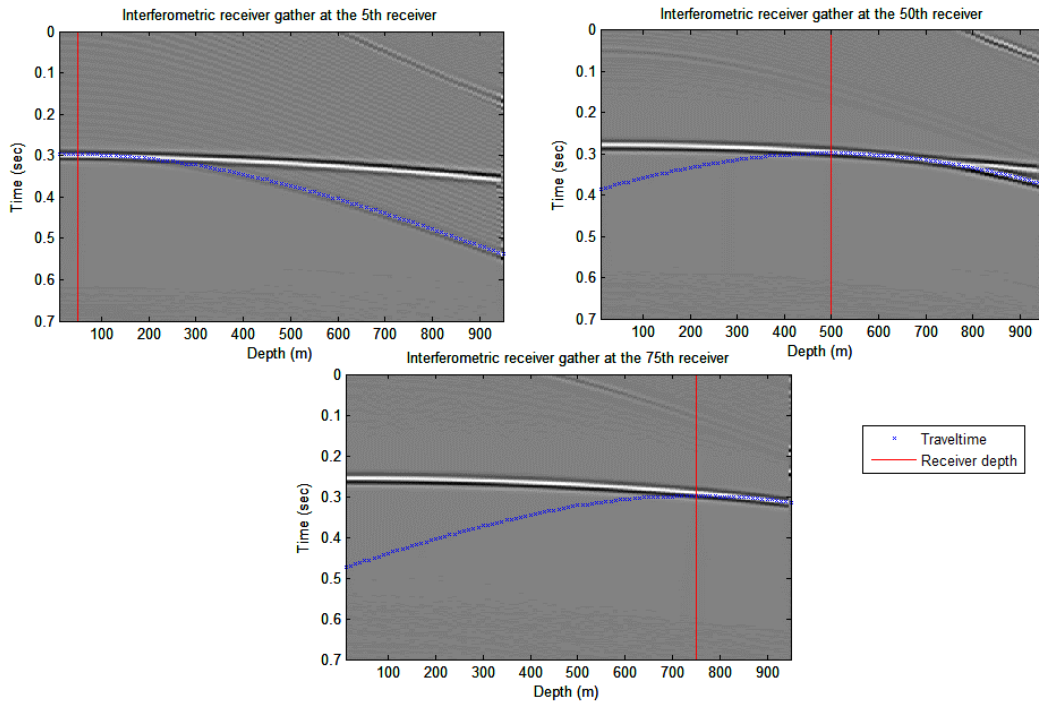 Interferometric receiver gather at the 5th receiver
0
0.1
0.2
0.3
0.4
0.5
0.6
0.7
Time (sec)
100 200 300 400 500 600 700 800 900
Depth (m)
Interferometric receiver gather at the 50th receiver
0
0.1
0.2
0.3
0.4
0.5
0.6
0.7
Time (sec)
100 200 300 400 500 600 700 800 900
Depth (m)
Interferometric receiver gather at the 75th receiver
0
0.1
0.2
0.3
0.4
0.5
0.6
0.7
Time (sec)
100 200 300 400 500 600 700 800 900
Depth (m)
Traveltime
Receiver depth